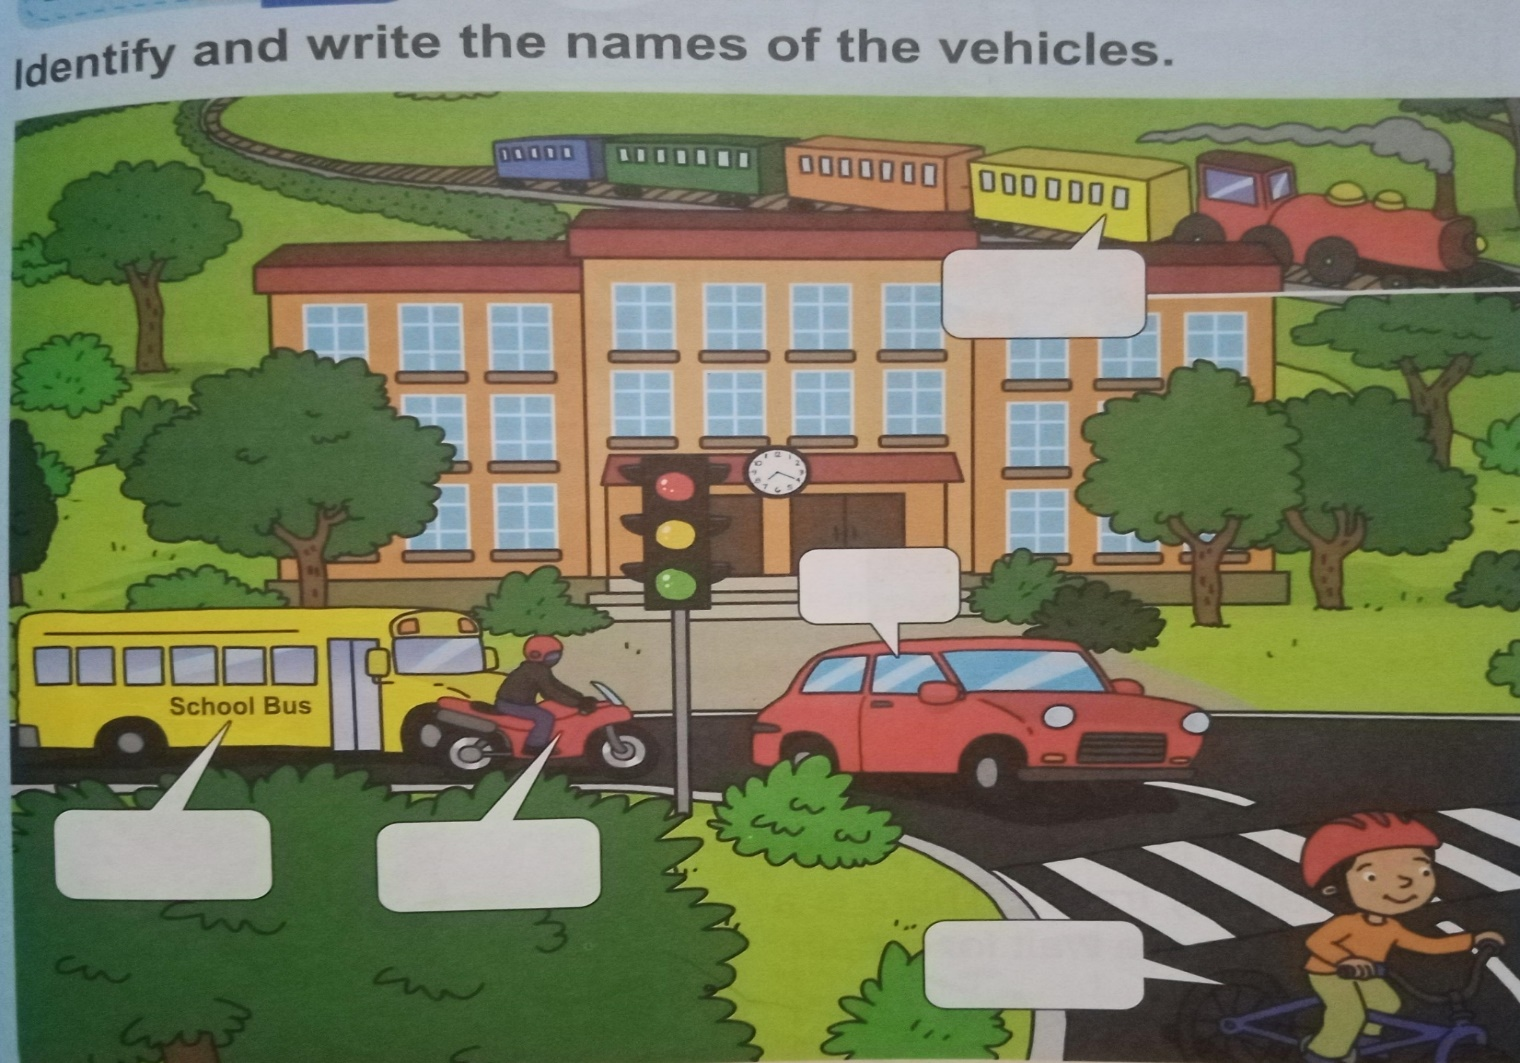 Identify and write the names of the vehicles.
School Bus